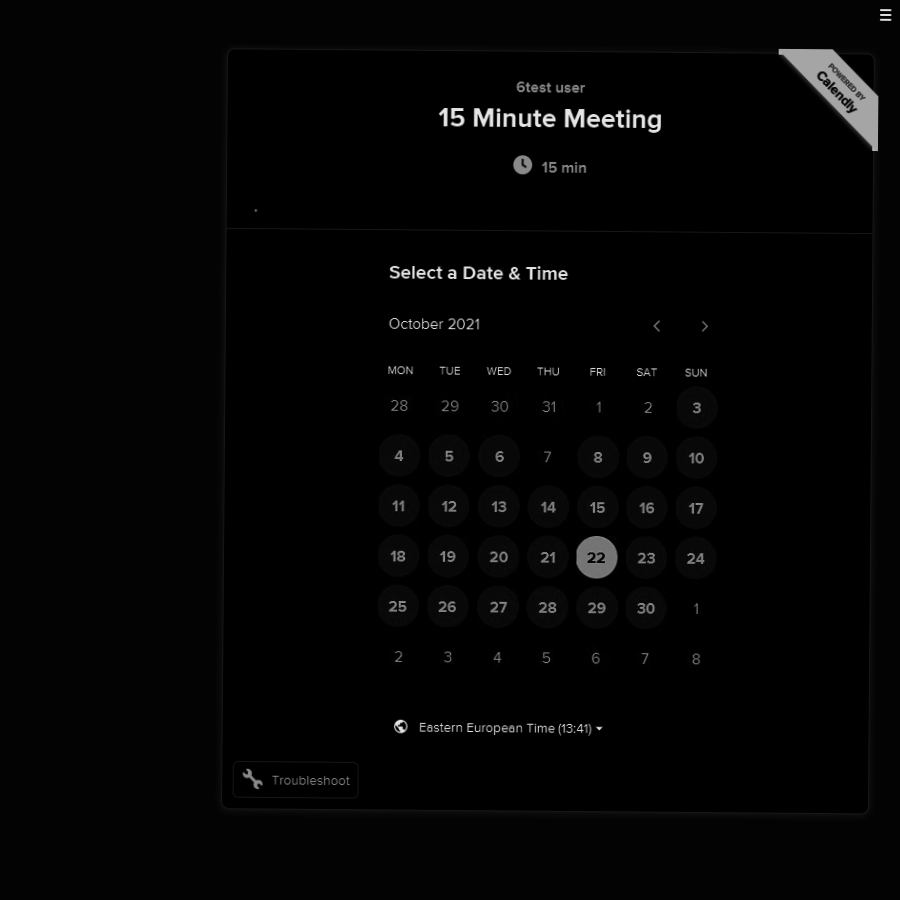 POWERED BY
Calendly
6test user
15 Minute Meeting
15 min
.
Select a Date & Time
October 2021
MON TUE WED THU FRI SAT SUN
28 29 30 31 1 2 3
4 5 6 7 8 9 10
11 12 13 14 15 16 17
18 19 20 21 22 23 24
25 26 27 28 29 30 1
2 3 4 5 6 7 8
Eastern European Time (13:41)
Troubleshoot